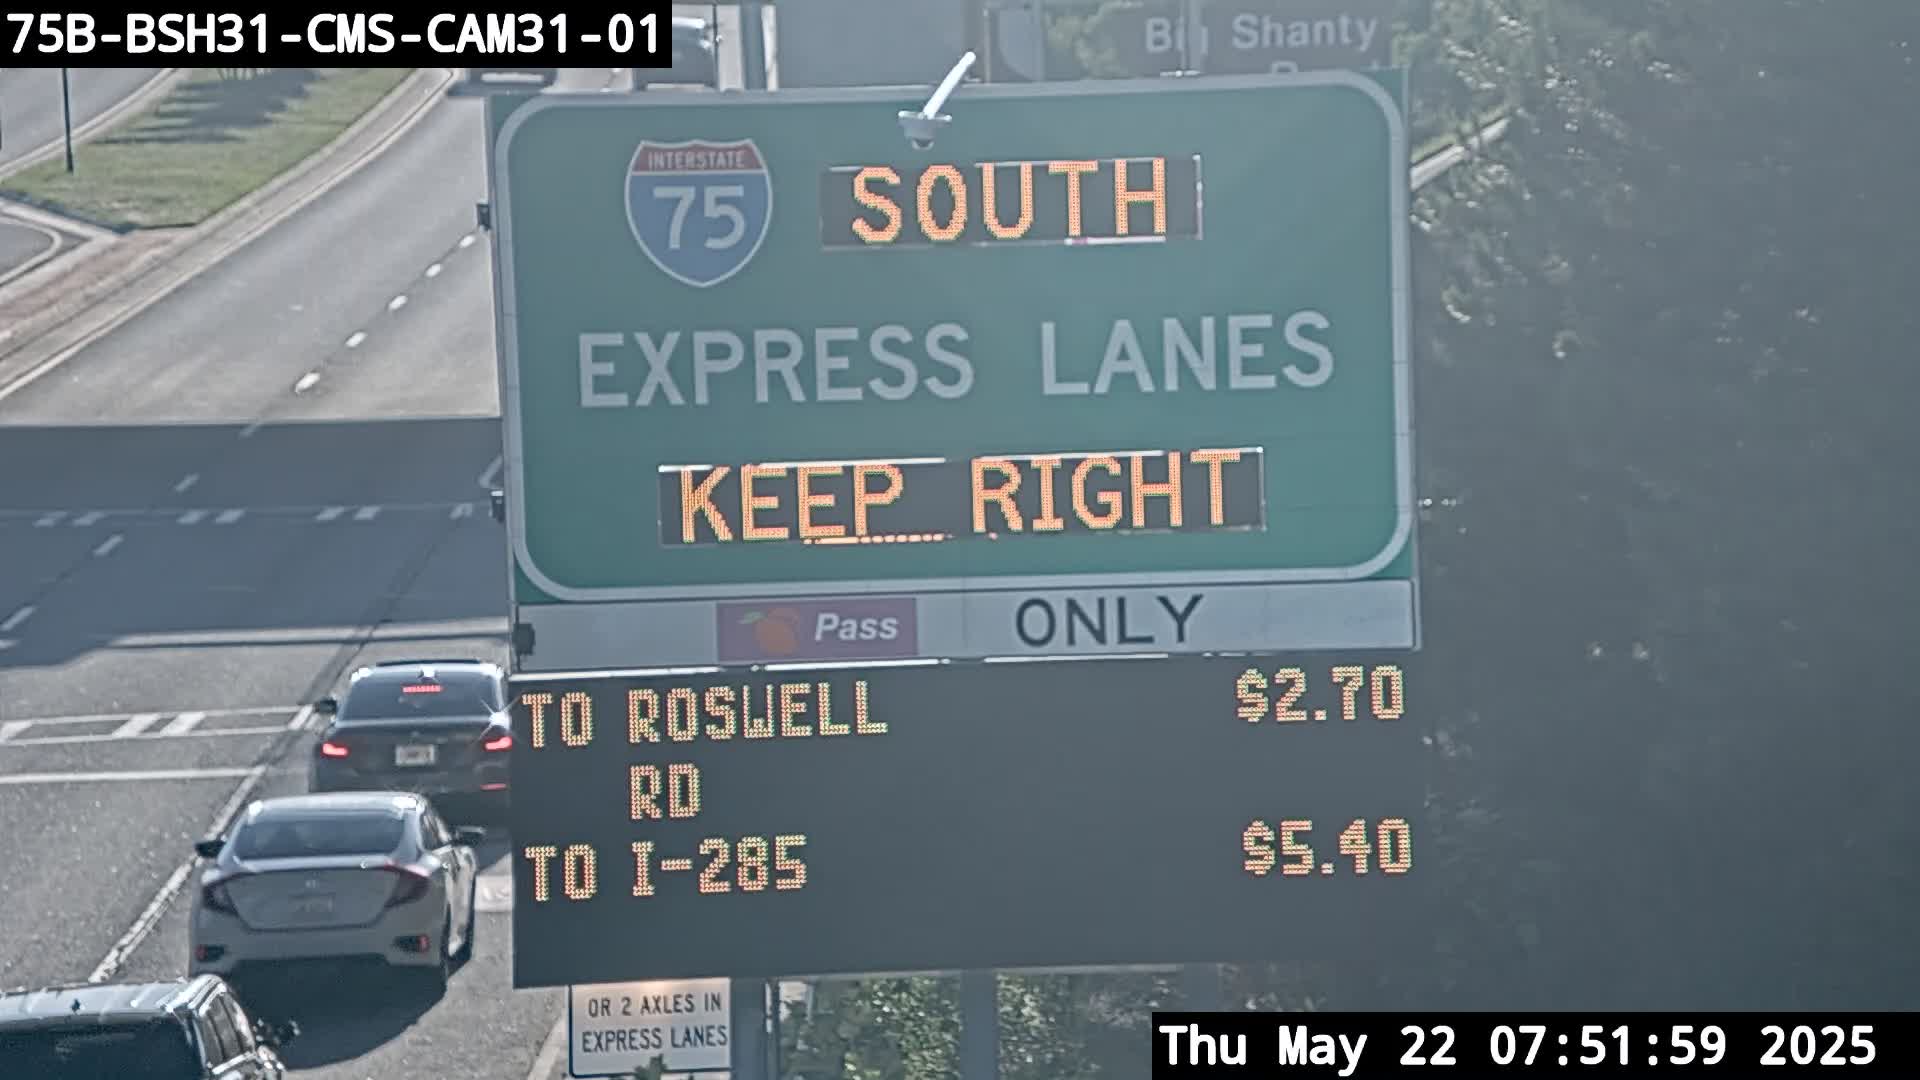 75B-BSH31-CMS-CAM31-01
Big Shanty
INTERSTATE
75
SOUTH
EXPRESS LANES
KEEP RIGHT
Pass ONLY
TO ROSWELL $2.70
RD
TO I-285 $5.40
OR 2 AXLES IN
EXPRESS LANES
Thu May 22 07:51:59 2025